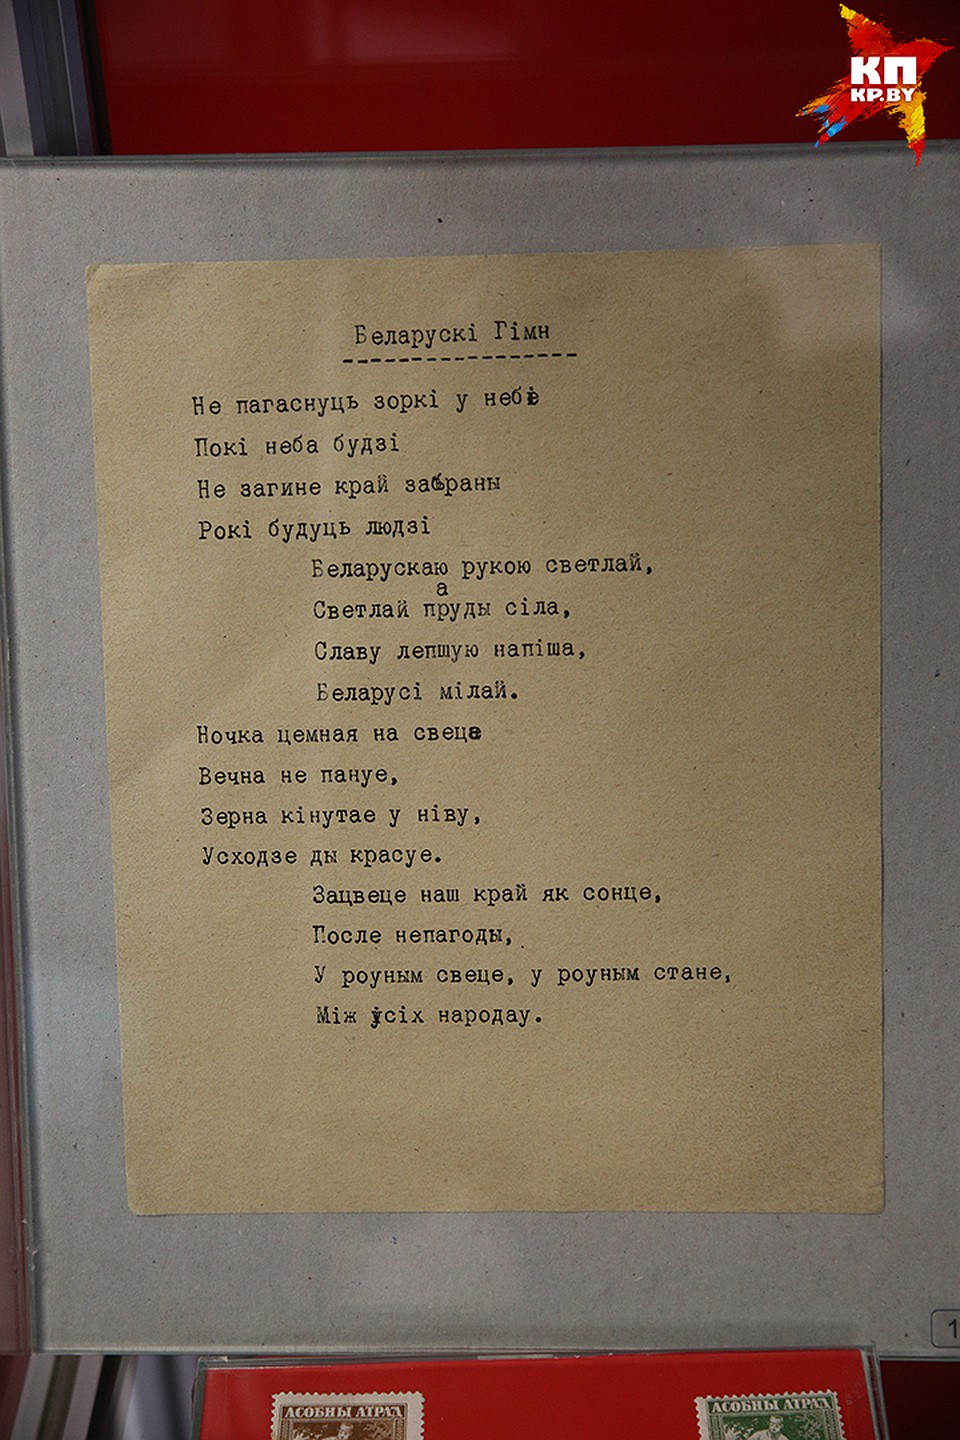 КП
KP.BY
Беларускі Гімн
Не пагаснуць зоркі у небе
Покі неба будзі
Не загине край забраны
Рокі будуць людзі
Беларускаю рукою светлай,
а
Светлай пруды сіла,
Славу лепшую напіша,
Беларусі мілай.
Ночка цемная на свеце
Вечна не пануе,
Зерна кінутае у ніву,
Усходзе ды красуе.
Зацвеце наш край як сонце,
После непагоды,
У роуным свеце, у роуным стане,
Між усіх народау.
1
АСОБНЫ АТРАД
АСОБНЫ АТРАД